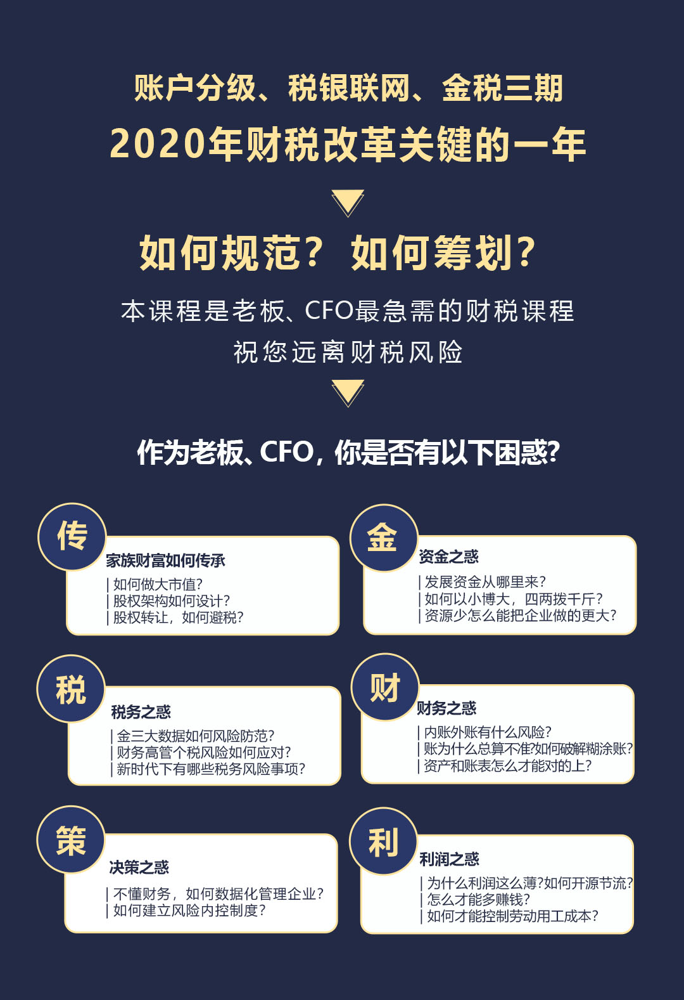 账户分级、税银联网、金税三期
2020年财税改革关键的一年
如何规范? 如何筹划?
本课程是老板、CFO最急需的财税课程
祝您远离财税风险
作为老板、CFO, 你是否有以下困惑?
传
家族财富如何传承
| 如何做大市值?
| 股权架构如何设计?
| 股权转让，如何避税?
金
资金之惑
| 发展资金从哪里来?
| 如何以小博大，四两拨千斤?
| 资源少怎么能把企业做的更大?
税
税务之惑
| 金三大数据如何风险防范?
| 财务高管个税风险如何应对?
| 新时代下有哪些税务风险事项?
财
财务之惑
| 内账外账有什么风险?
| 账为什么总算不准?如何破解糊涂账?
| 资产和账表怎么才能对的上?
策
决策之惑
| 不懂财务，如何数据化管理企业?
| 如何建立风险内控制度?
利
利润之惑
| 为什么利润这么薄?如何开源节流?
| 怎么才能多赚钱?
| 如何才能控制劳动用工成本?